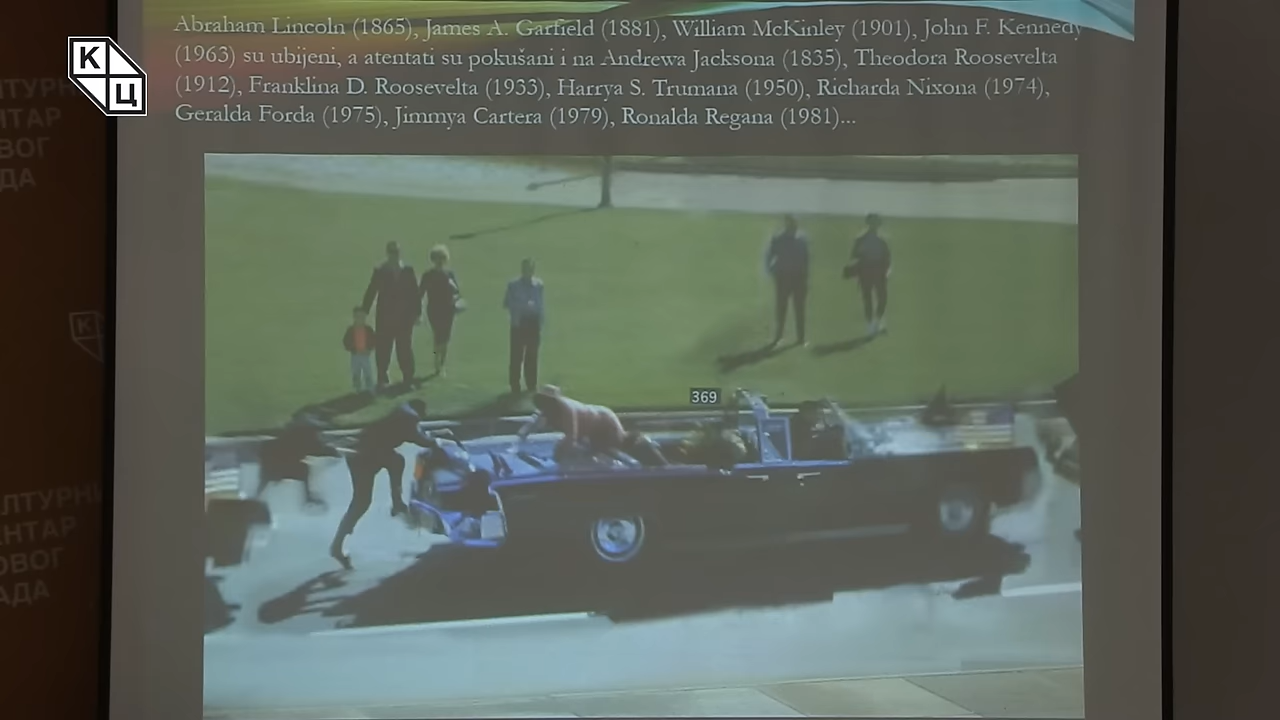 Abraham Lincoln (1865), James A. Garfield (1881), William McKinley (1901), John F. Kennedy
(1963) su ubijeni, a atentati su pokušani i na Andrewa Jacksona (1835), Theodora Roosevelta
(1912), Franklina D. Roosevelta (1933), Harrya S. Trumana (1950), Richarda Nixona (1974),
Geralda Forda (1975), Jimmya Cartera (1979), Ronalda Regana (1981)...
К
Ц
369